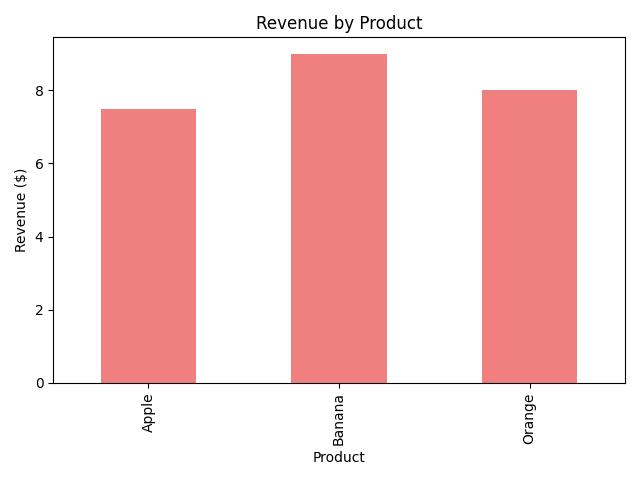 Revenue by Product
Revenue ($)
8
6
4
2
0
Apple
Banana
Orange
Product